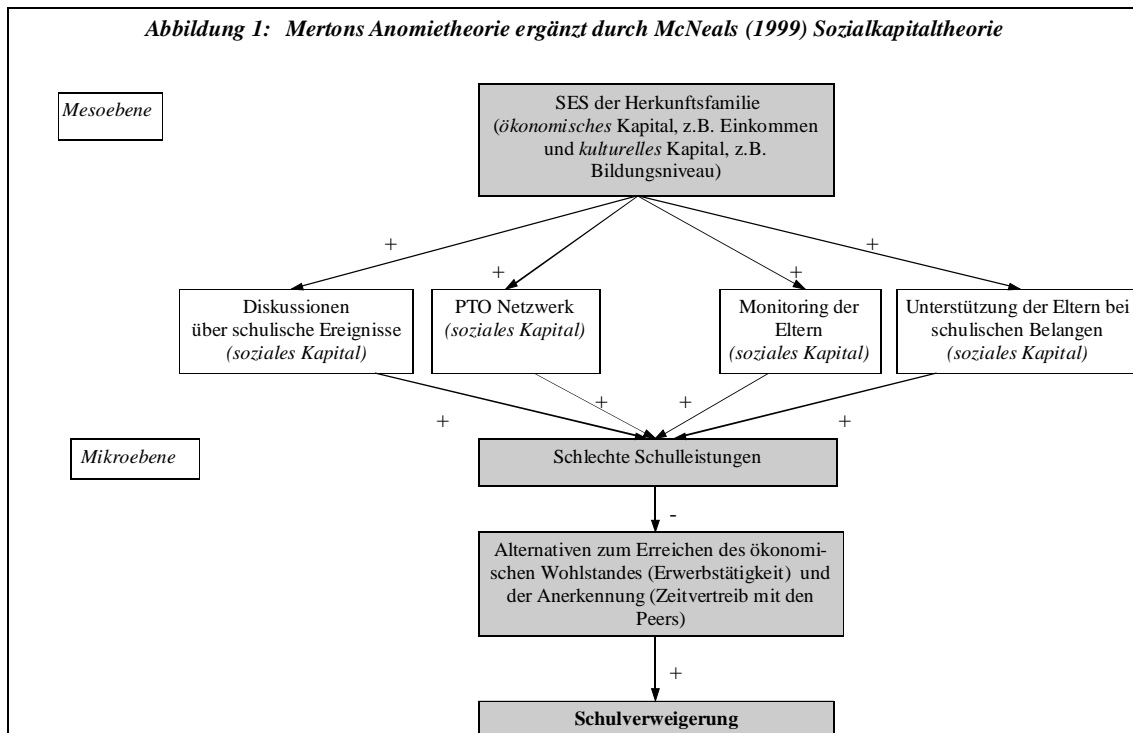 Abbildung 1: Mertons Anomietheorie ergänzt durch McNeals (1999) Sozialkapitaltheorie
Mesoebene
SES der Herkunftsfamilie
(ökonomisches Kapital, z.B. Einkommen
und kulturelles Kapital, z.B.
Bildungsniveau)
+
+
+
+
Diskussionen
über schulische Ereignisse
(soziales Kapital)
PTO Netzwerk
(soziales Kapital)
Monitoring der
Eltern
(soziales Kapital)
Unterstützung der Eltern bei
schulischen Belangen
(soziales Kapital)
+
+
+
+
Mikroebene
Schlechte Schulleistungen
-
Alternativen zum Erreichen des ökonomi-
schen Wohlstandes (Erwerbstätigkeit) und
der Anerkennung (Zeitvertreib mit den
Peers)
+
Schulverweigerung